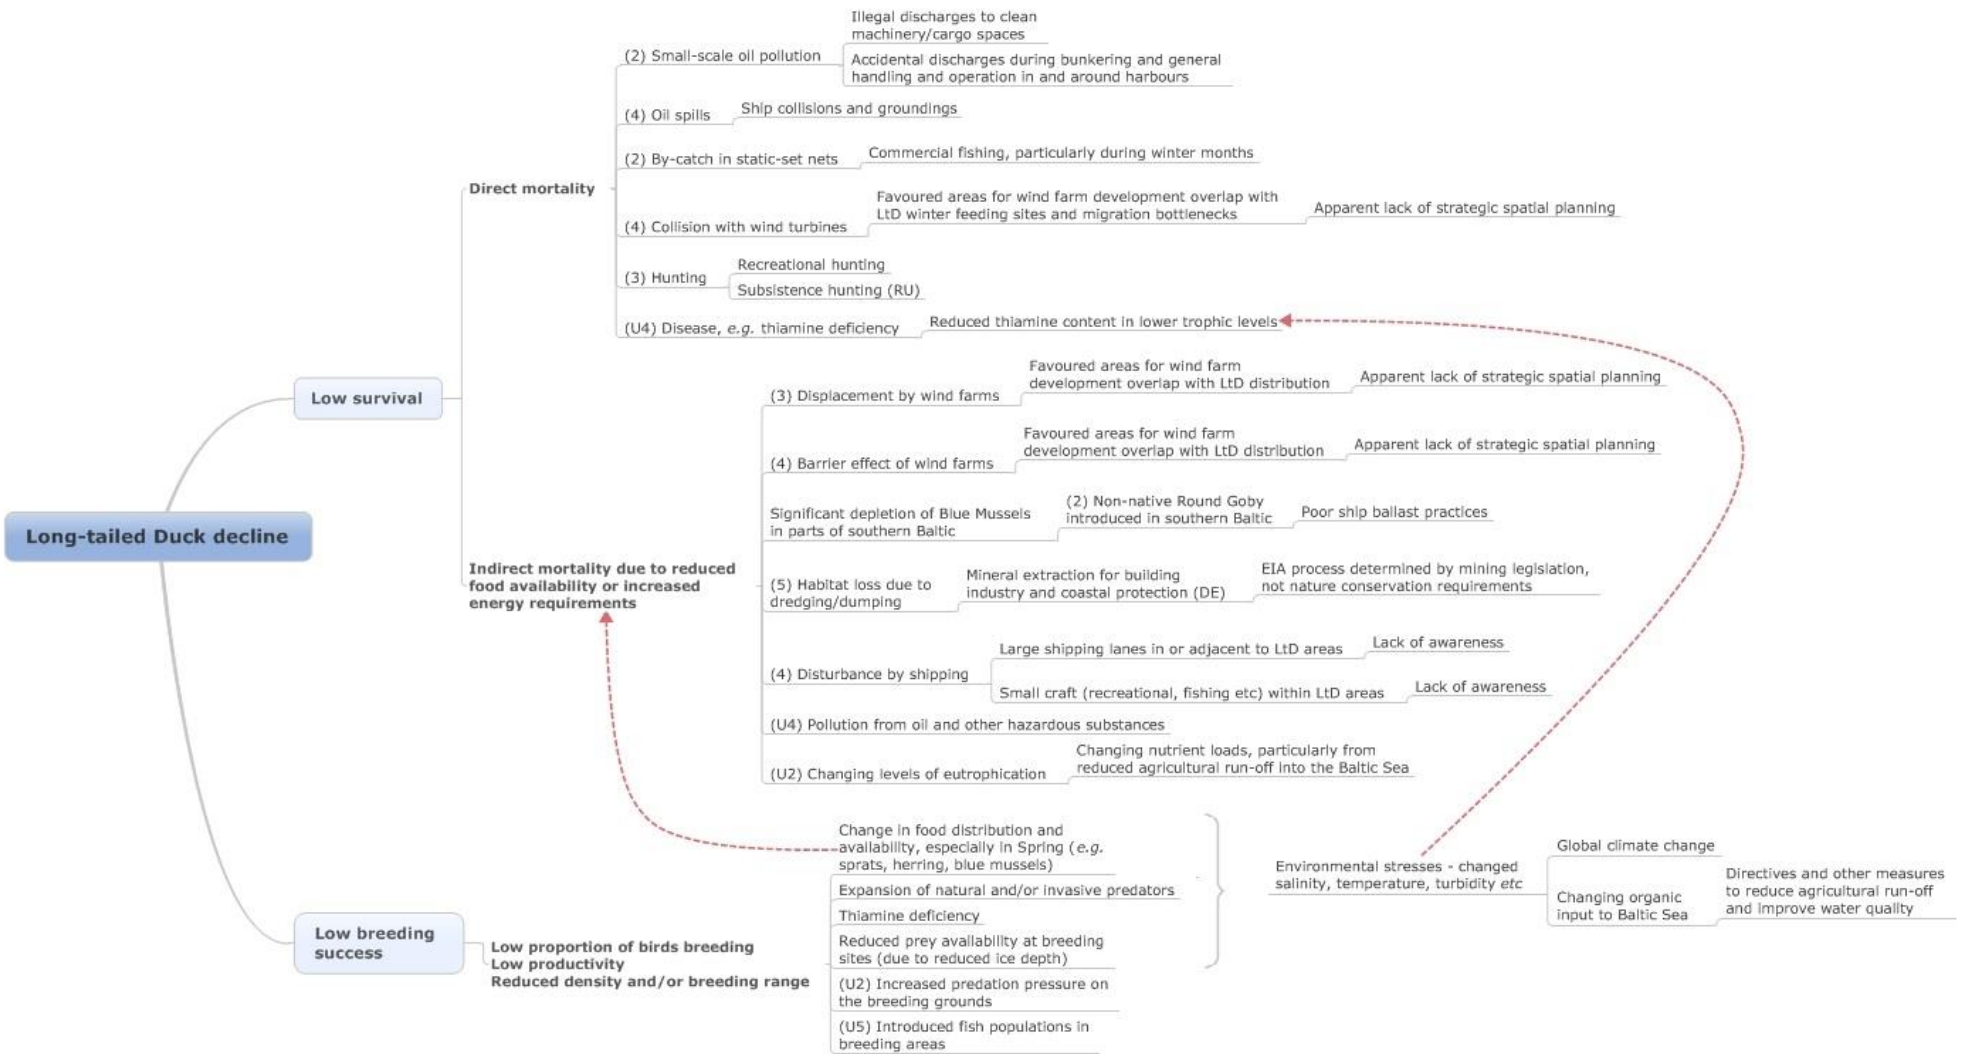 Long-tailed Duck decline
Low survival
Direct mortality
(2) Small-scale oil pollution
Illegal discharges to clean
machinery/cargo spaces
Accidental discharges during bunkering and general
handling and operation in and around harbours
(4) Oil spills
Ship collisions and groundings
(2) By-catch in static-set nets
Commercial fishing, particularly during winter months
(4) Collision with wind turbines
Favoured areas for wind farm development overlap with
LtD winter feeding sites and migration bottlenecks
Apparent lack of strategic spatial planning
(3) Hunting
Recreational hunting
Subsistence hunting (RU)
(U4) Disease, e.g. thiamine deficiency
Reduced thiamine content in lower trophic levels
Indirect mortality due to reduced
food availability or increased
energy requirements
(3) Displacement by wind farms
Favoured areas for wind farm
development overlap with LtD distribution
Apparent lack of strategic spatial planning
(4) Barrier effect of wind farms
Favoured areas for wind farm
development overlap with LtD distribution
Apparent lack of strategic spatial planning
Significant depletion of Blue Mussels
in parts of southern Baltic
(2) Non-native Round Goby
introduced in southern Baltic
Poor ship ballast practices
(5) Habitat loss due to
dredging/dumping
Mineral extraction for building
industry and coastal protection (DE)
EIA process determined by mining legislation,
not nature conservation requirements
(4) Disturbance by shipping
Large shipping lanes in or adjacent to LtD areas
Lack of awareness
Small craft (recreational, fishing etc) within LtD areas
Lack of awareness
(U4) Pollution from oil and other hazardous substances
(U2) Changing levels of eutrophication
Changing nutrient loads, particularly from
reduced agricultural run-off into the Baltic Sea
Low breeding
success
Low proportion of birds breeding
Low productivity
Reduced density and/or breeding range
Change in food distribution and
availability, especially in Spring (e.g.
sprats, herring, blue mussels)
Expansion of natural and/or invasive predators
Thiamine deficiency
Reduced prey availability at breeding
sites (due to reduced ice depth)
(U2) Increased predation pressure on
the breeding grounds
(U5) Introduced fish populations in
breeding areas
Environmental stresses - changed
salinity, temperature, turbidity etc
Global climate change
Changing organic
input to Baltic Sea
Directives and other measures
to reduce agricultural run-off
and improve water quality